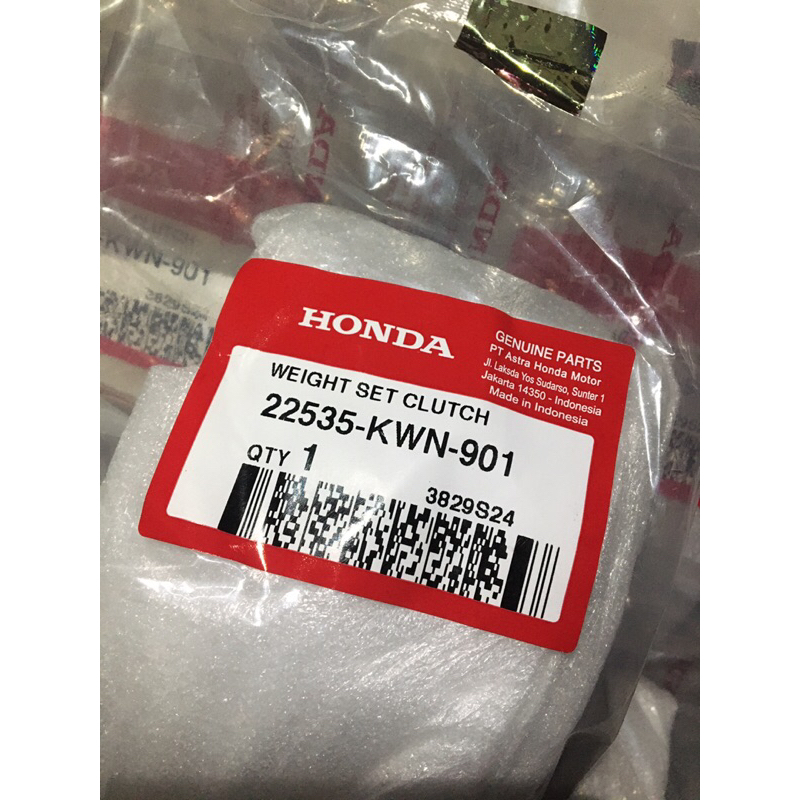 HONDA
GENUINE PARTS
PT Astra Honda Motor
Jl. Laksda Yos Sudarso, Sunter 1
Jakarta 14350 - Indonesia
Made in Indonesia
WEIGHT SET CLUTCH
22535-KWN-901
QTY 1
3829S24
-KWN-901
3829S24